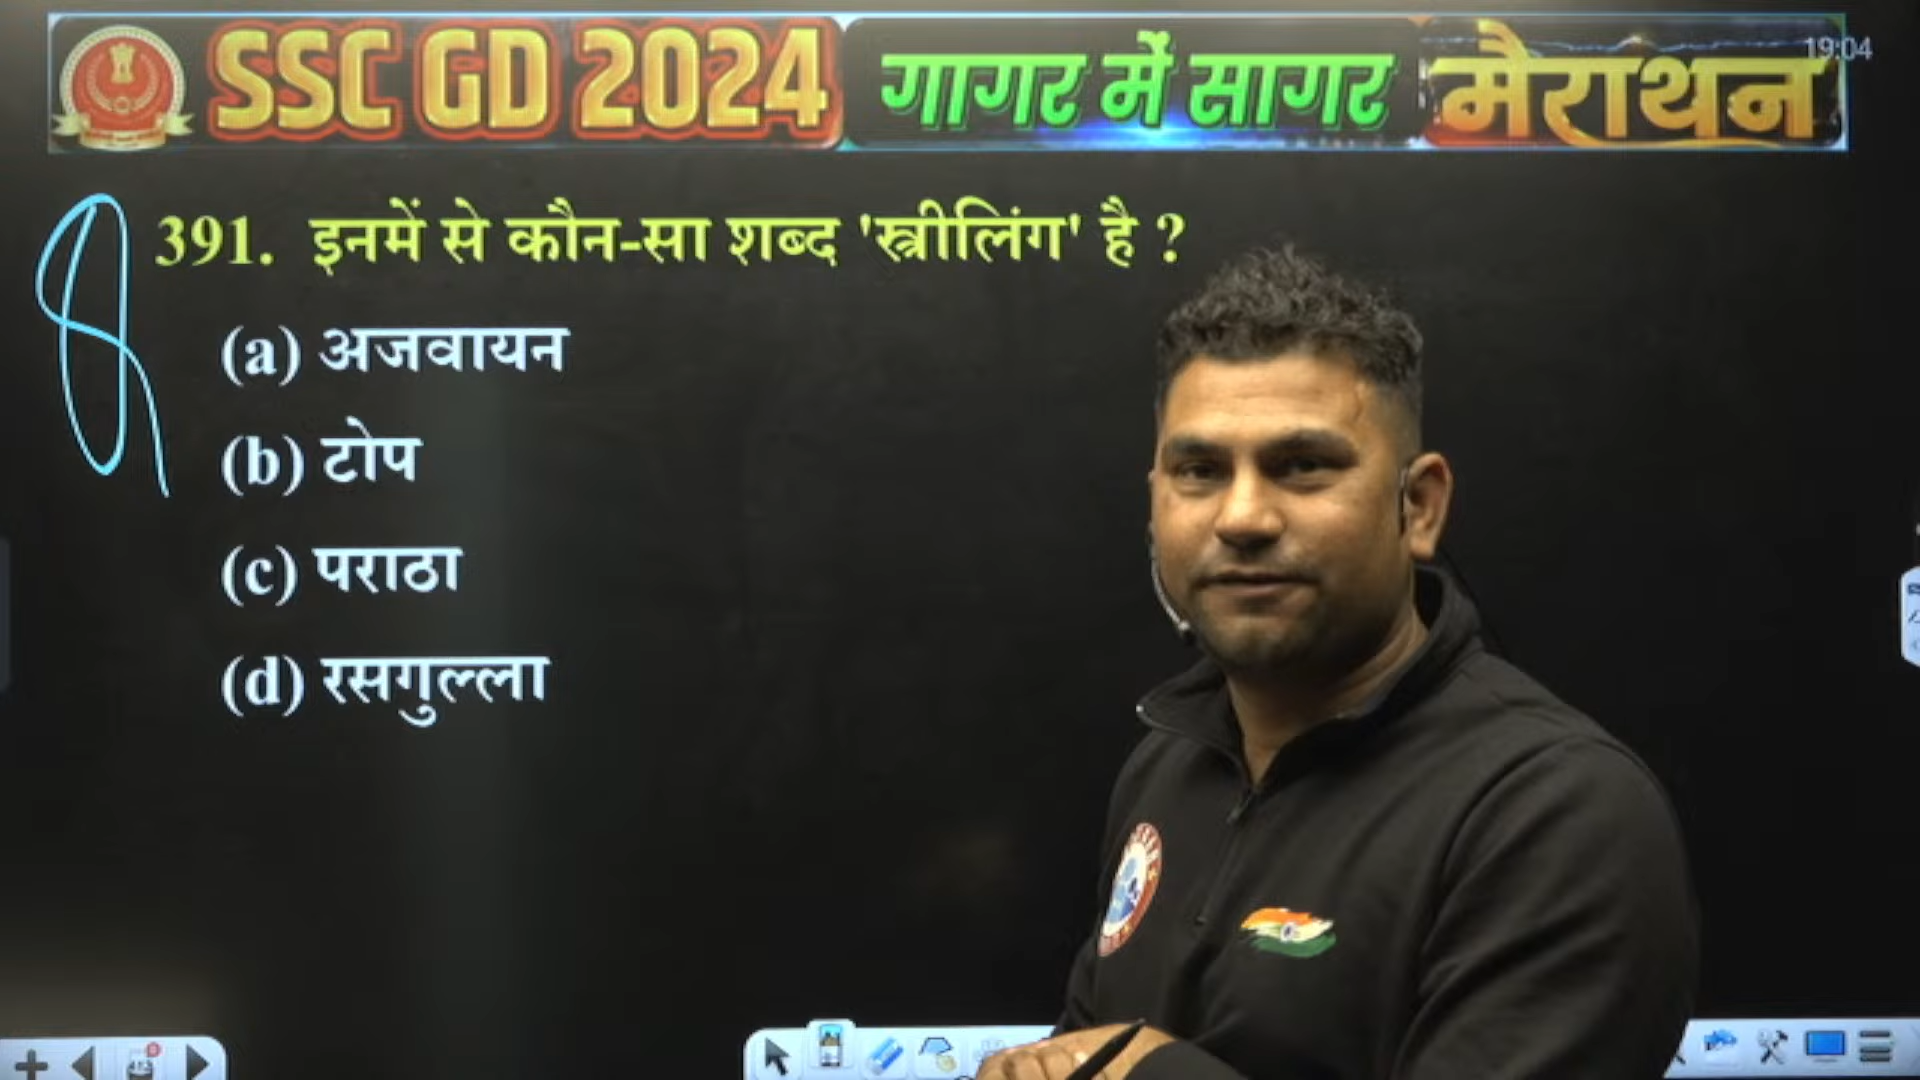 SSC GD 2024 गागर में सागर मैराथन
19:04
391. इनमें से कौन-सा शब्द 'स्त्रीलिंग' है ?
(a) अजवायन
(b) टोप
(c) पराठा
(d) रसगुल्ला